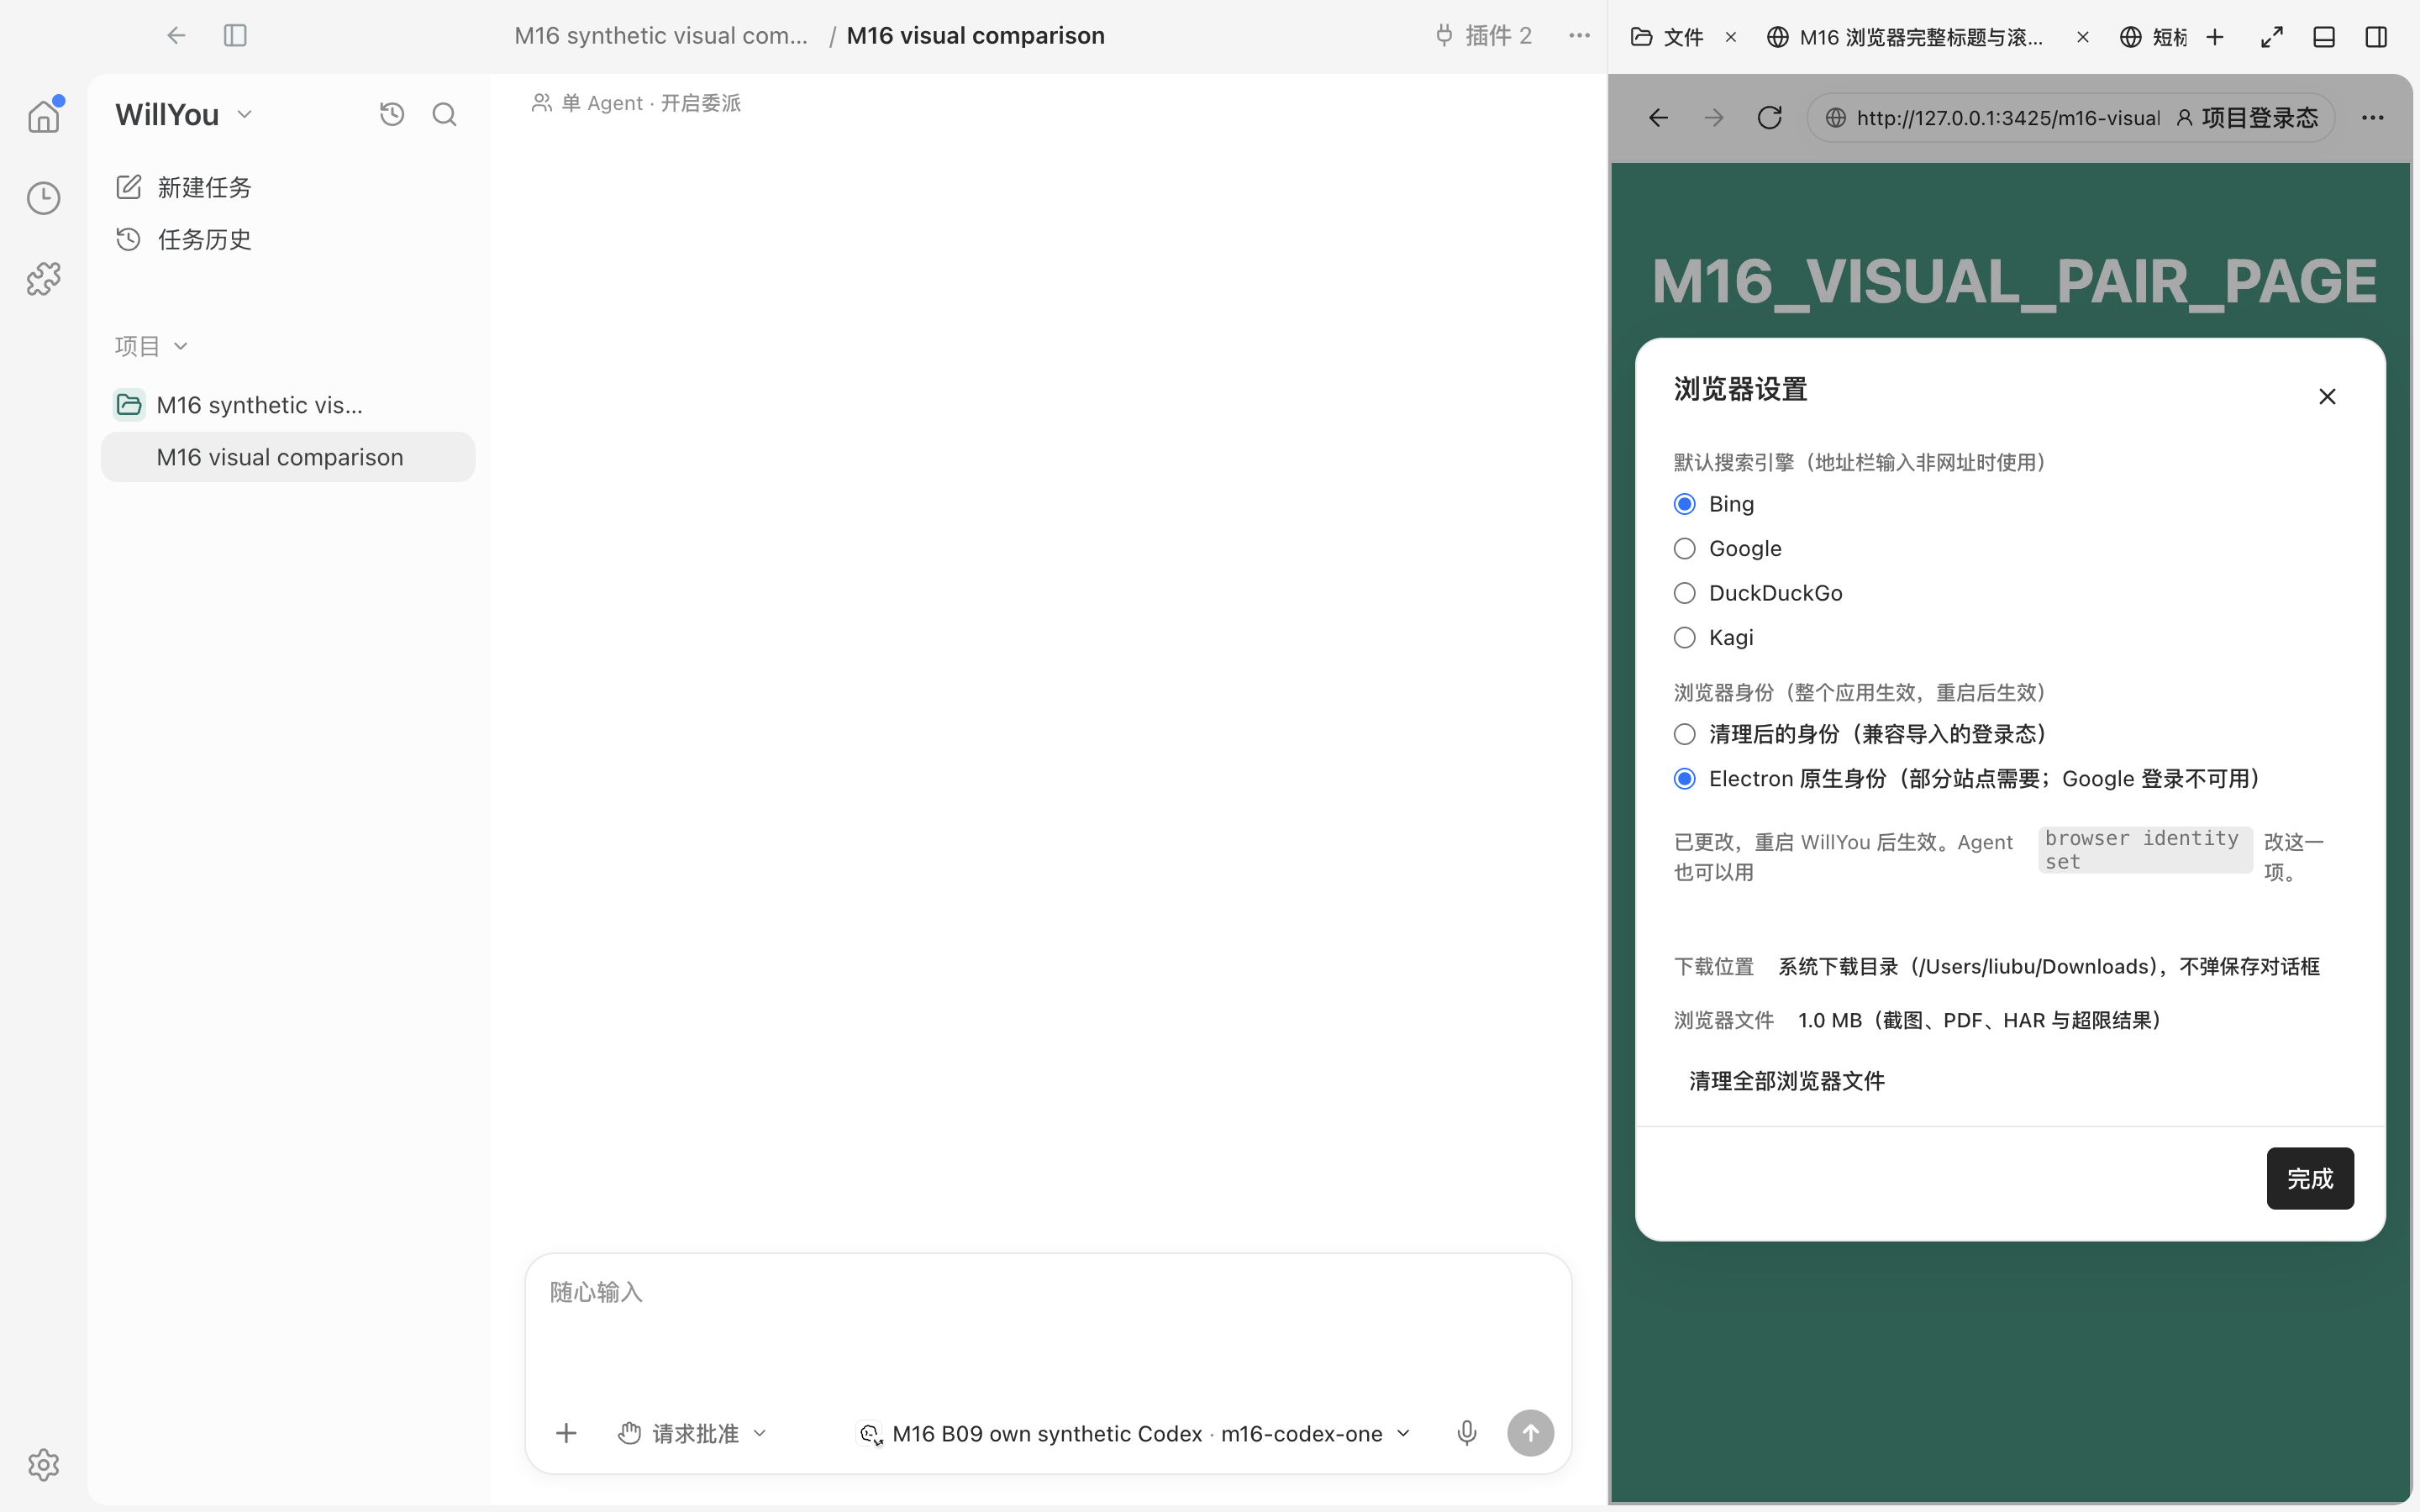 M16 synthetic visual com... / M16 visual comparison
插件 2
文件
M16 浏览器完整标题与滚...
短标
WillYou
新建任务
任务历史
项目
M16 synthetic vis...
M16 visual comparison
单 Agent · 开启委派
随心输入
请求批准
M16 B09 own synthetic Codex · m16-codex-one
http://127.0.0.1:3425/m16-visual
项目登录态
M16_VISUAL_PAIR_PAGE
浏览器设置
默认搜索引擎（地址栏输入非网址时使用）
Bing
Google
DuckDuckGo
Kagi
浏览器身份（整个应用生效，重启后生效）
清理后的身份（兼容导入的登录态）
Electron 原生身份（部分站点需要；Google 登录不可用）
已更改，重启 WillYou 后生效。Agent
也可以用
browser identity
set
改这一
项。
下载位置 系统下载目录（/Users/liubu/Downloads），不弹保存对话框
浏览器文件 1.0 MB（截图、PDF、HAR 与超限结果）
清理全部浏览器文件
完成